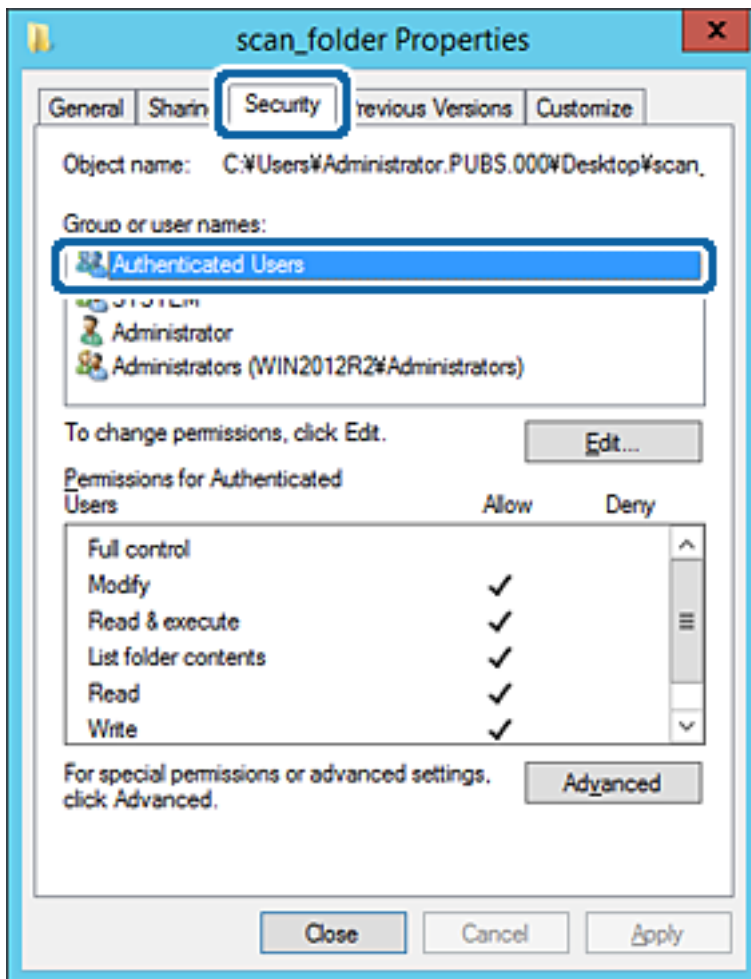 scan_folder Properties
General Security Previous Versions Customize
Object name: C:¥Users¥Administrator.PUBS.000¥Desktop¥scan_
Group or user names:
Authenticated Users
SYSTEM
Administrator
Administrators (WIN2012R2¥Administrators)
To change permissions, click Edit.
Edit...
Permissions for Authenticated
Users Allow Deny
Full control
Modify
Read & execute
List folder contents
Read
Write
For special permissions or advanced settings,
click Advanced.
Advanced
Close Cancel Apply